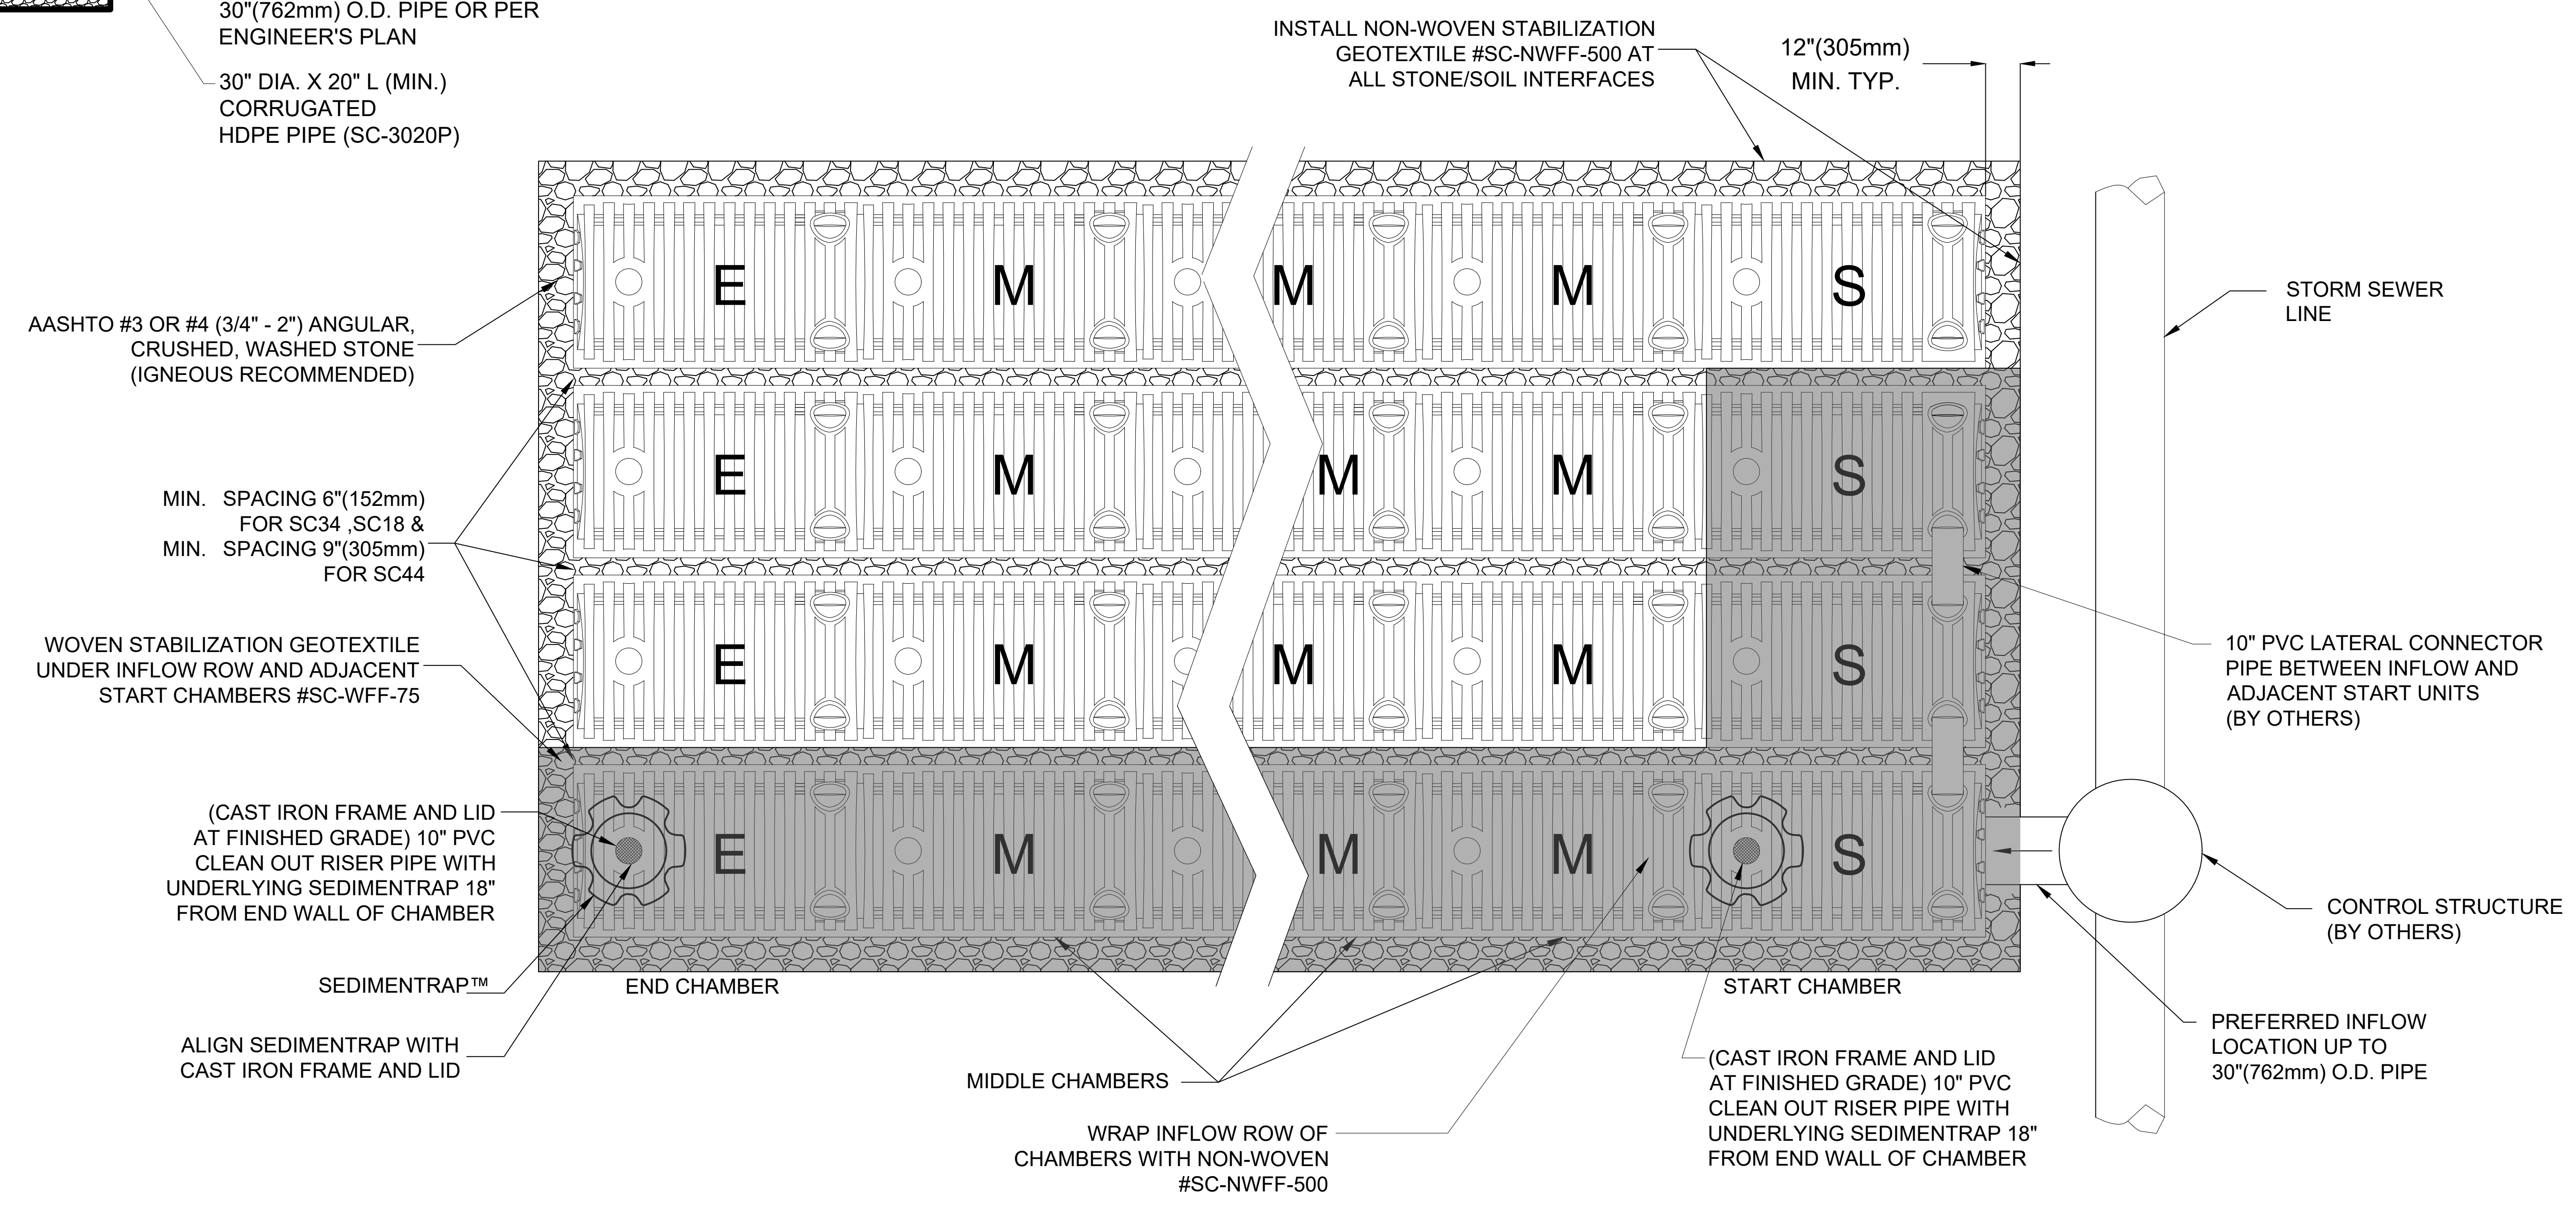 30"(762mm) O.D. PIPE OR PER
ENGINEER'S PLAN
30" DIA. X 20" L (MIN.)
CORRUGATED
HDPE PIPE (SC-3020P)
INSTALL NON-WOVEN STABILIZATION
GEOTEXTILE #SC-NWFF-500 AT
ALL STONE/SOIL INTERFACES
12"(305mm)
MIN. TYP.
AASHTO #3 OR #4 (3/4" - 2") ANGULAR,
CRUSHED, WASHED STONE
(IGNEOUS RECOMMENDED)
E M M M S
STORM SEWER
LINE
MIN. SPACING 6"(152mm)
FOR SC34 ,SC18 &
MIN. SPACING 9"(305mm)
FOR SC44
E M M M S
WOVEN STABILIZATION GEOTEXTILE
UNDER INFLOW ROW AND ADJACENT
START CHAMBERS #SC-WFF-75
E M M M S
10" PVC LATERAL CONNECTOR
PIPE BETWEEN INFLOW AND
ADJACENT START UNITS
(BY OTHERS)
(CAST IRON FRAME AND LID
AT FINISHED GRADE) 10" PVC
CLEAN OUT RISER PIPE WITH
UNDERLYING SEDIMENTRAP 18"
FROM END WALL OF CHAMBER
E M M M S
CONTROL STRUCTURE
(BY OTHERS)
SEDIMENTRAP™
END CHAMBER
START CHAMBER
ALIGN SEDIMENTRAP WITH
CAST IRON FRAME AND LID
MIDDLE CHAMBERS
PREFERRED INFLOW
LOCATION UP TO
30"(762mm) O.D. PIPE
WRAP INFLOW ROW OF
CHAMBERS WITH NON-WOVEN
#SC-NWFF-500
(CAST IRON FRAME AND LID
AT FINISHED GRADE) 10" PVC
CLEAN OUT RISER PIPE WITH
UNDERLYING SEDIMENTRAP 18"
FROM END WALL OF CHAMBER